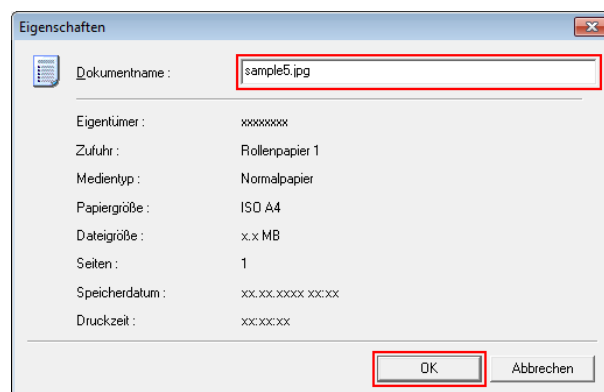 Eigenschaften
Dokumentname : sample5.jpg
Eigentümer : xxxxxxxx
Zufuhr : Rollenpapier 1
Medientyp : Normalpapier
Papiergröße : ISO A4
Dateigröße : x.x MB
Seiten : 1
Speicherdatum : xx.xx.xxxx xx:xx
Druckzeit : xx:xx:xx
OK Abbrechen